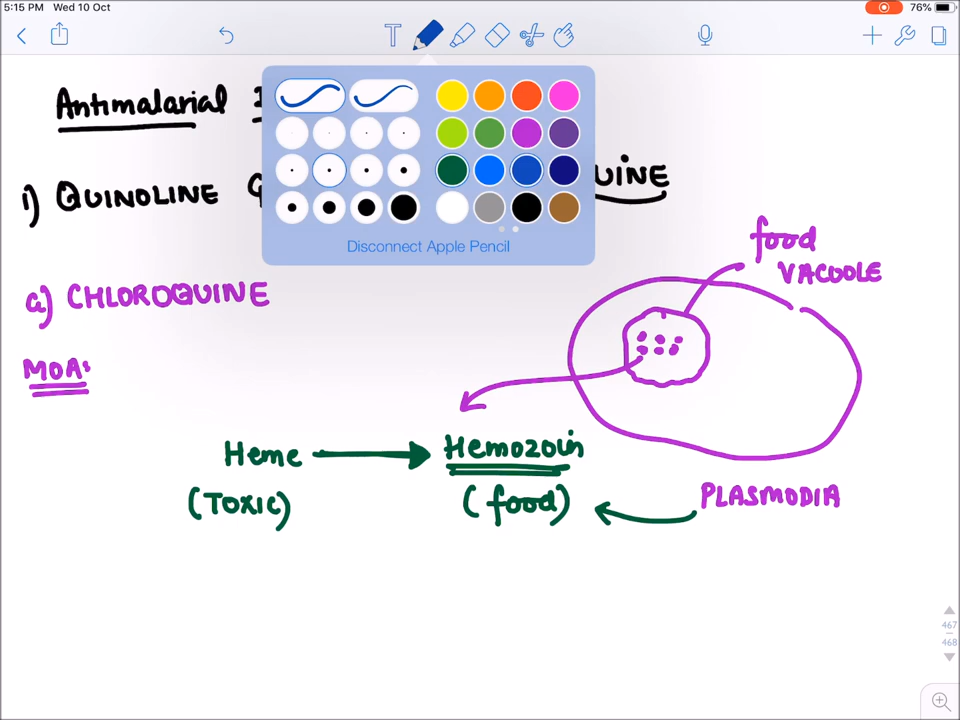 5:15 PM Wed 10 Oct
76%
T
Antimalarial
i) QUINOLINE
UINE
Disconnect Apple Pencil
food
VACUOLE
a) CHLOROQUINE
MOA:
Heme
Hemozoin
(TOXIC)
(food)
PLASMODIA
467
468